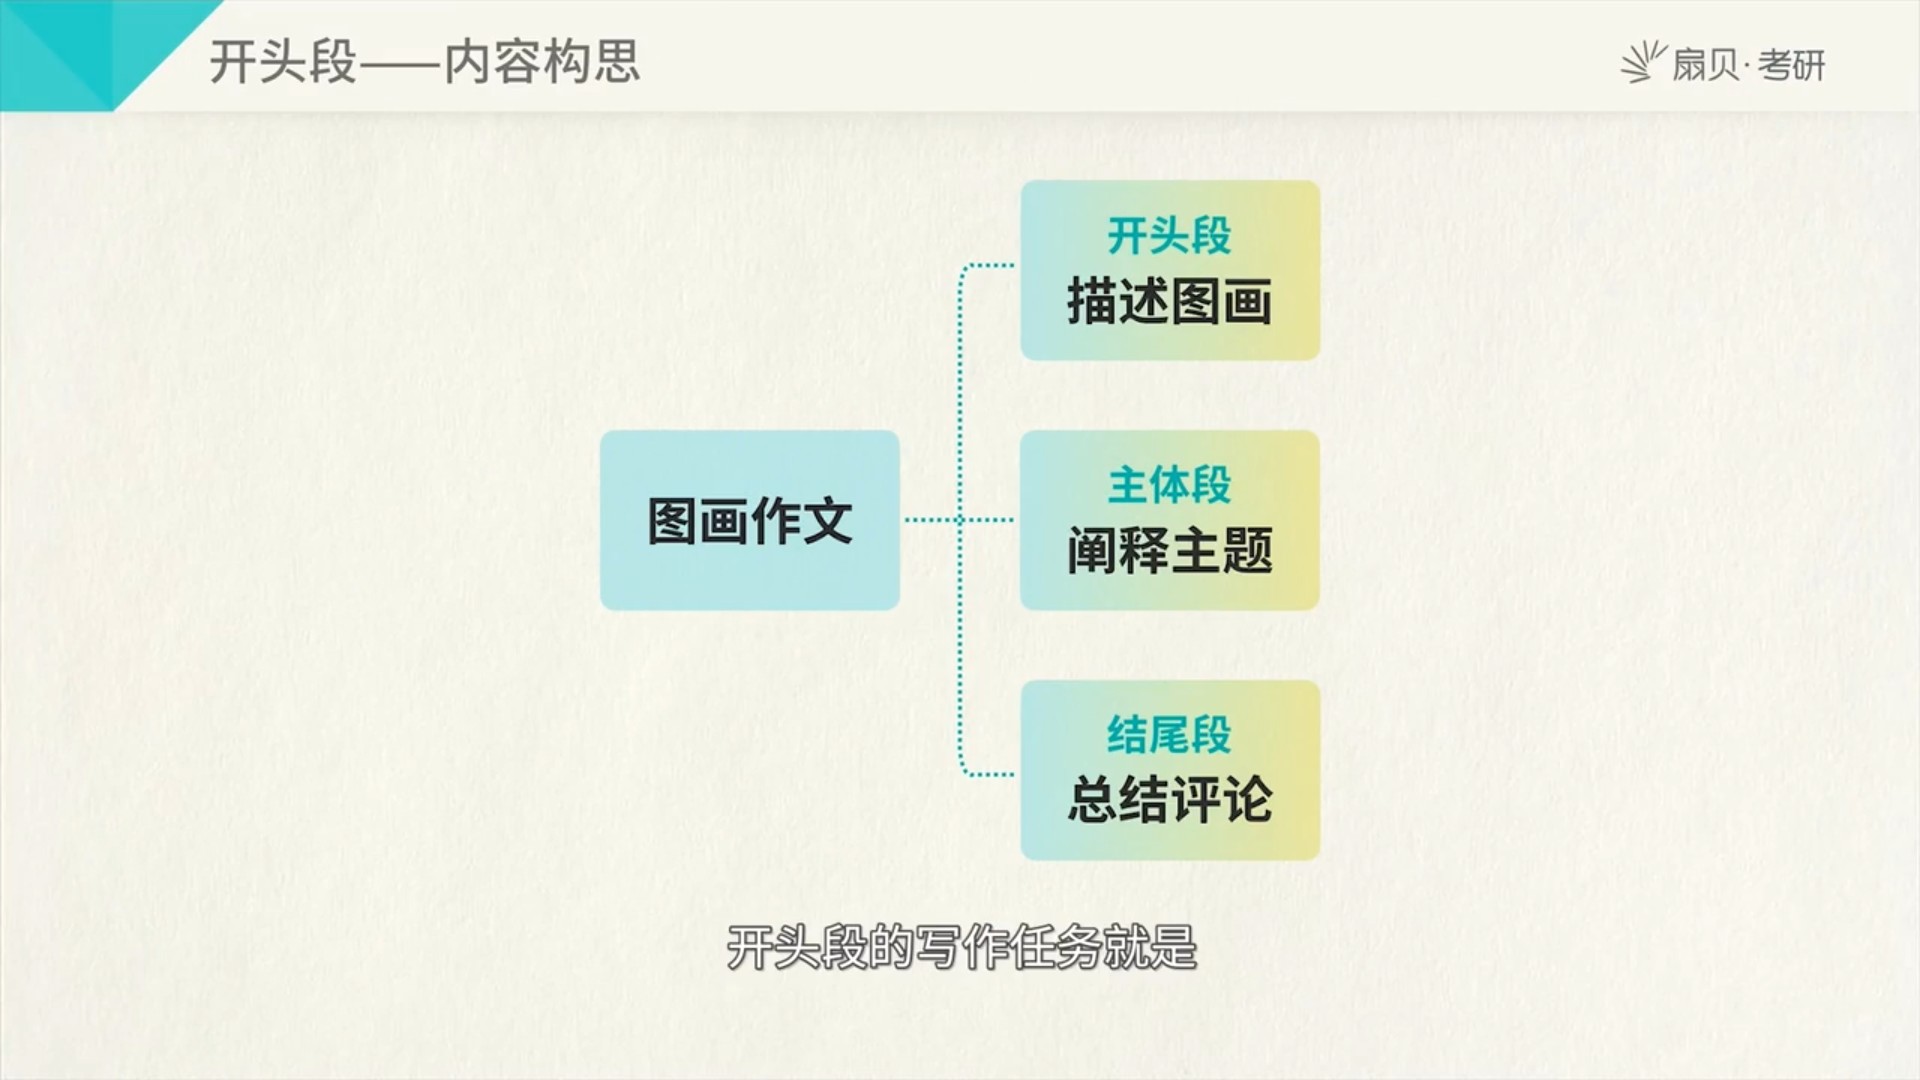 开头段——内容构思
扇贝·考研
开头段
描述图画
图画作文
主体段
阐释主题
结尾段
总结评论
开头段的写作任务就是